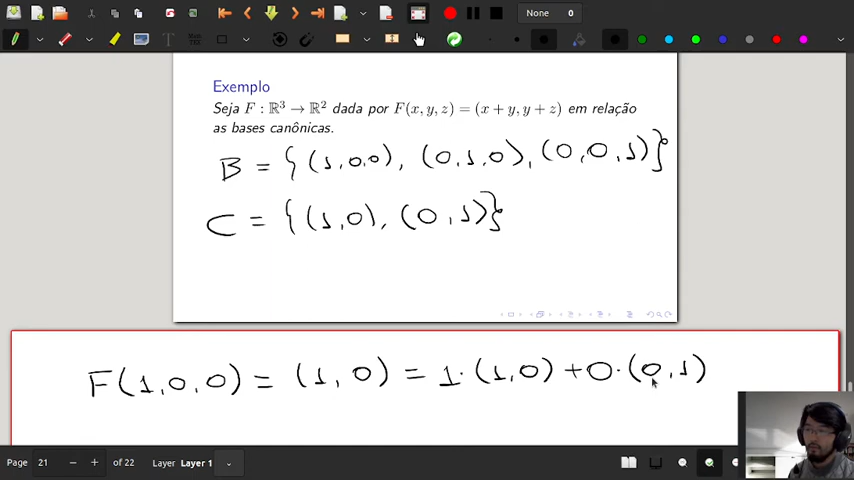 None 0
Exemplo
Seja F : ℝ³ → ℝ² dada por F(x, y, z) = (x + y, y + z) em relação
as bases canônicas.
B = {(1,0,0), (0,1,0), (0,0,1)}
C = {(1,0), (0,1)}
F(1,0,0) = (1,0) = 1·(1,0) + 0·(0,1)
Page 21 of 22 Layer Layer 1